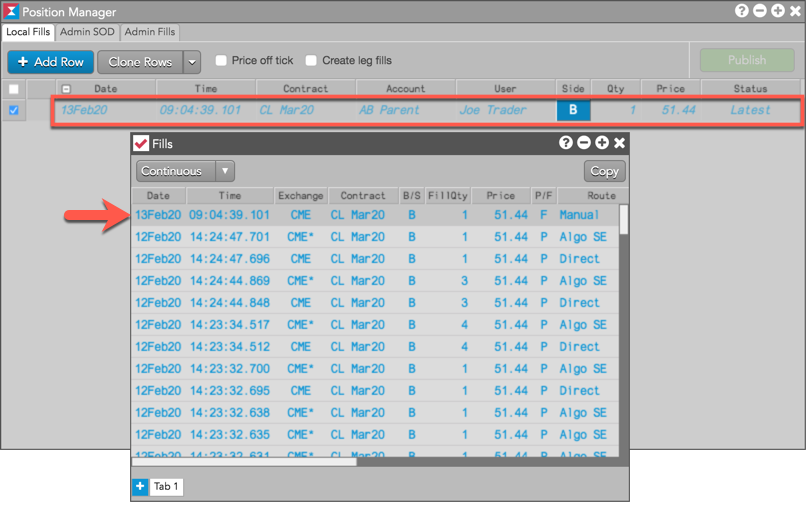 Position Manager
Local Fills Admin SOD Admin Fills
+ Add Row Clone Rows Price off tick Create leg fills Publish
Date Time Contract Account User Side Qty Price Status
13Feb20 09:04:39.101 CL Mar20 AB Parent Joe Trader B 1 51.44 Latest
Fills
Continuous Copy
Date Time Exchange Contract B/S FillQty Price P/F Route
13Feb20 09:04:39.101 CME CL Mar20 B 1 51.44 F Manual
12Feb20 14:24:47.701 CME* CL Mar20 B 1 51.44 P Algo SE
12Feb20 14:24:47.696 CME CL Mar20 B 1 51.44 P Direct
12Feb20 14:24:44.869 CME* CL Mar20 B 3 51.44 P Algo SE
12Feb20 14:24:44.848 CME CL Mar20 B 3 51.44 P Direct
12Feb20 14:23:34.517 CME* CL Mar20 B 4 51.44 P Algo SE
12Feb20 14:23:34.512 CME CL Mar20 B 4 51.44 P Direct
12Feb20 14:23:32.700 CME* CL Mar20 B 1 51.44 P Algo SE
12Feb20 14:23:32.695 CME CL Mar20 B 1 51.44 P Direct
12Feb20 14:23:32.638 CME* CL Mar20 B 1 51.44 P Algo SE
12Feb20 14:23:32.635 CME* CL Mar20 B 1 51.44 P Algo SE
12Feb20 14:23:32.631 CME* CL Mar20 B 1 51.44 P Algo SE
+ Tab 1